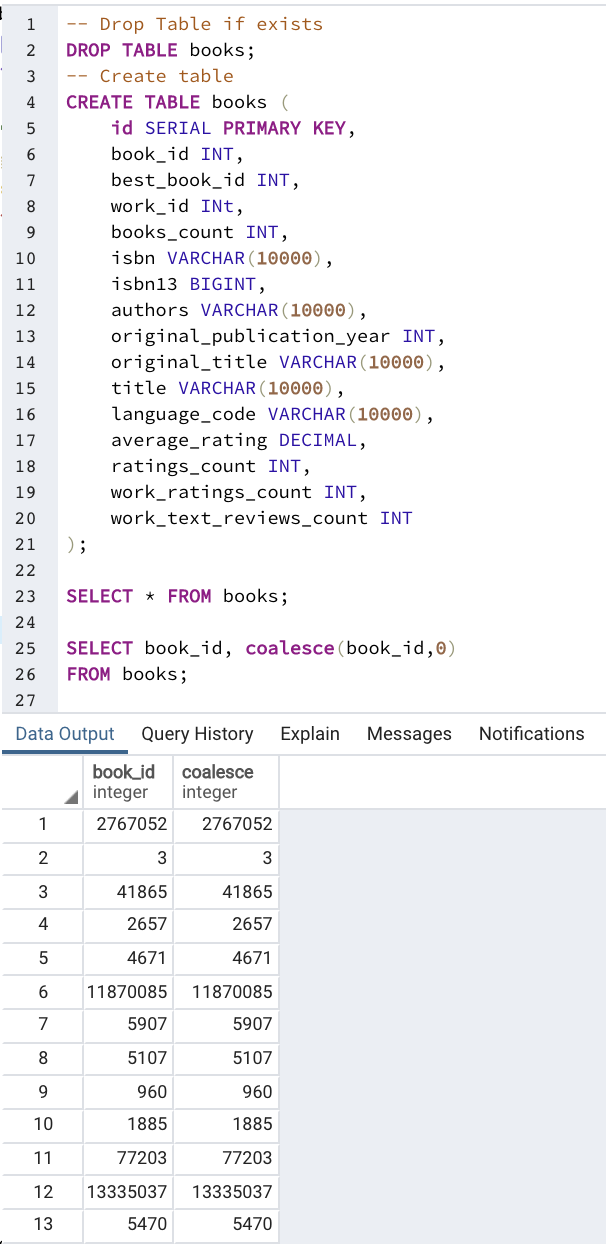 1 -- Drop Table if exists
2 DROP TABLE books;
3 -- Create table
4 CREATE TABLE books (
5 id SERIAL PRIMARY KEY,
6 book_id INT,
7 best_book_id INT,
8 work_id INt,
9 books_count INT,
10 isbn VARCHAR(10000),
11 isbn13 BIGINT,
12 authors VARCHAR(10000),
13 original_publication_year INT,
14 original_title VARCHAR(10000),
15 title VARCHAR(10000),
16 language_code VARCHAR(10000),
17 average_rating DECIMAL,
18 ratings_count INT,
19 work_ratings_count INT,
20 work_text_reviews_count INT
21 );
22
23 SELECT * FROM books;
24
25 SELECT book_id, coalesce(book_id,0)
26 FROM books;
27
Data Output Query History Explain Messages Notifications
book_id coalesce
integer integer
1 2767052 2767052
2 3 3
3 41865 41865
4 2657 2657
5 4671 4671
6 11870085 11870085
7 5907 5907
8 5107 5107
9 960 960
10 1885 1885
11 77203 77203
12 13335037 13335037
13 5470 5470